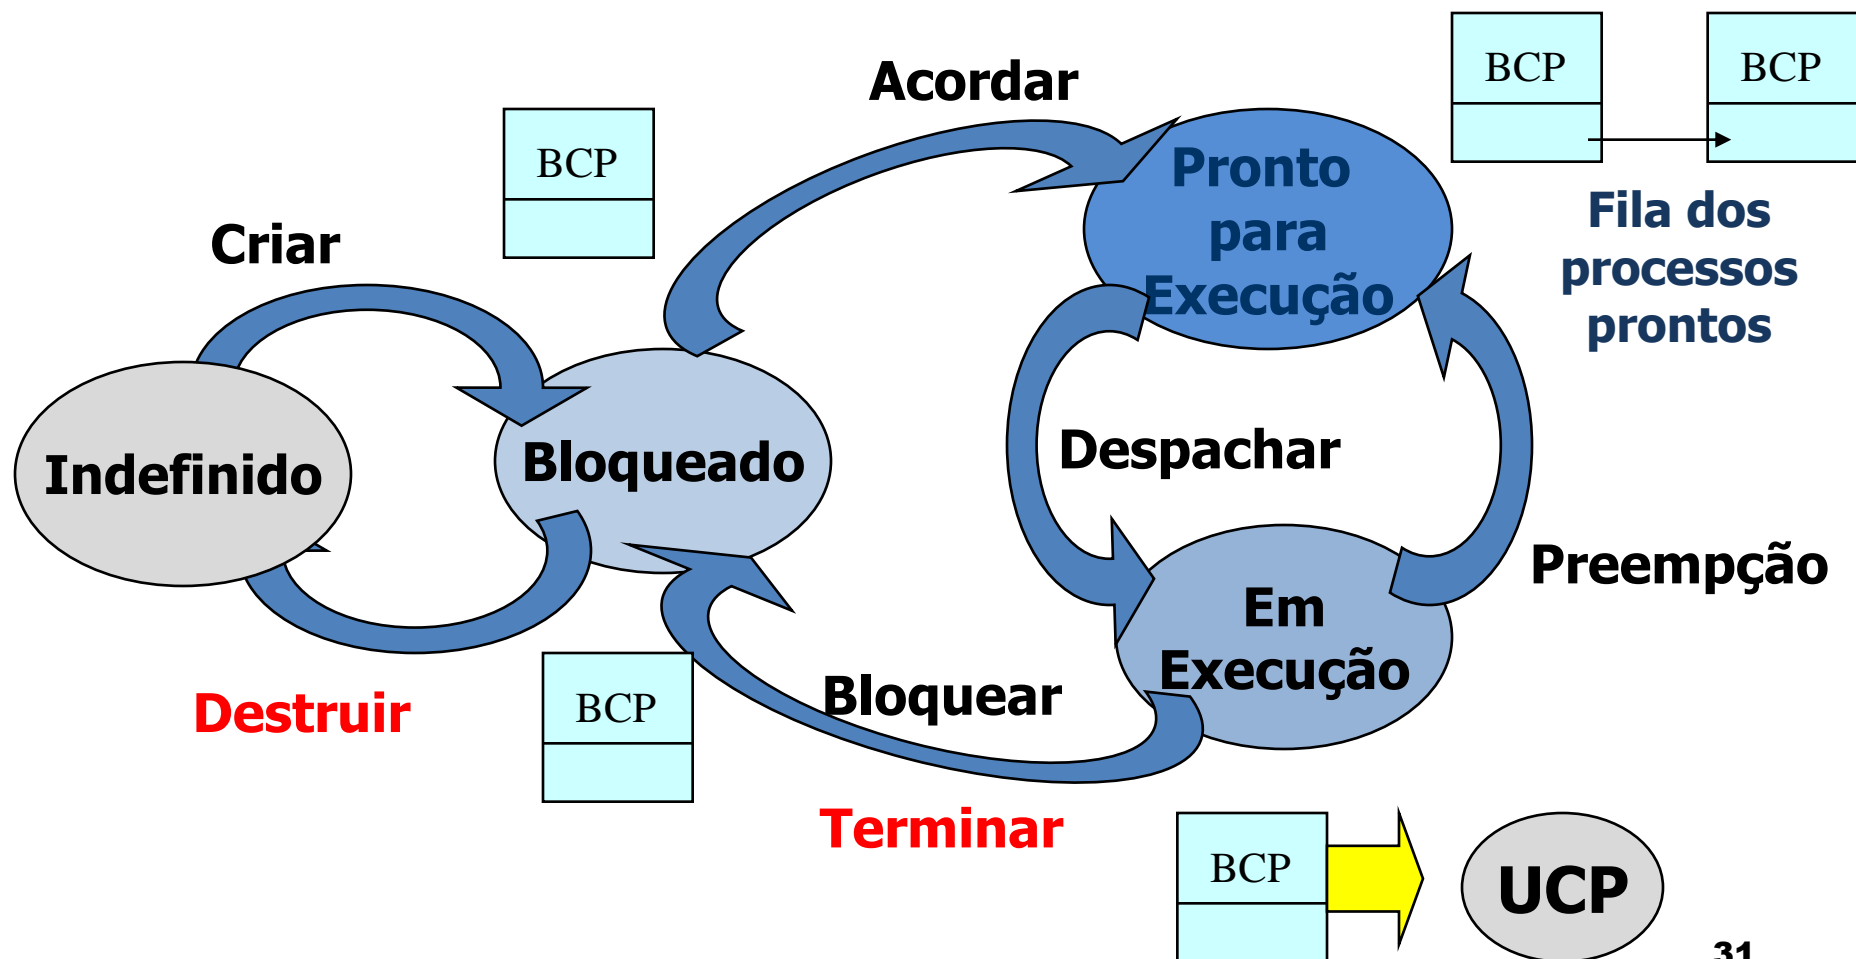 BCP
BCP
Acordar
BCP
Pronto
para
Execução
Fila dos
processos
prontos
Criar
Indefinido
Bloqueado
Despachar
Preempção
Em
Execução
Destruir
BCP
Bloquear
Terminar
BCP
UCP
31